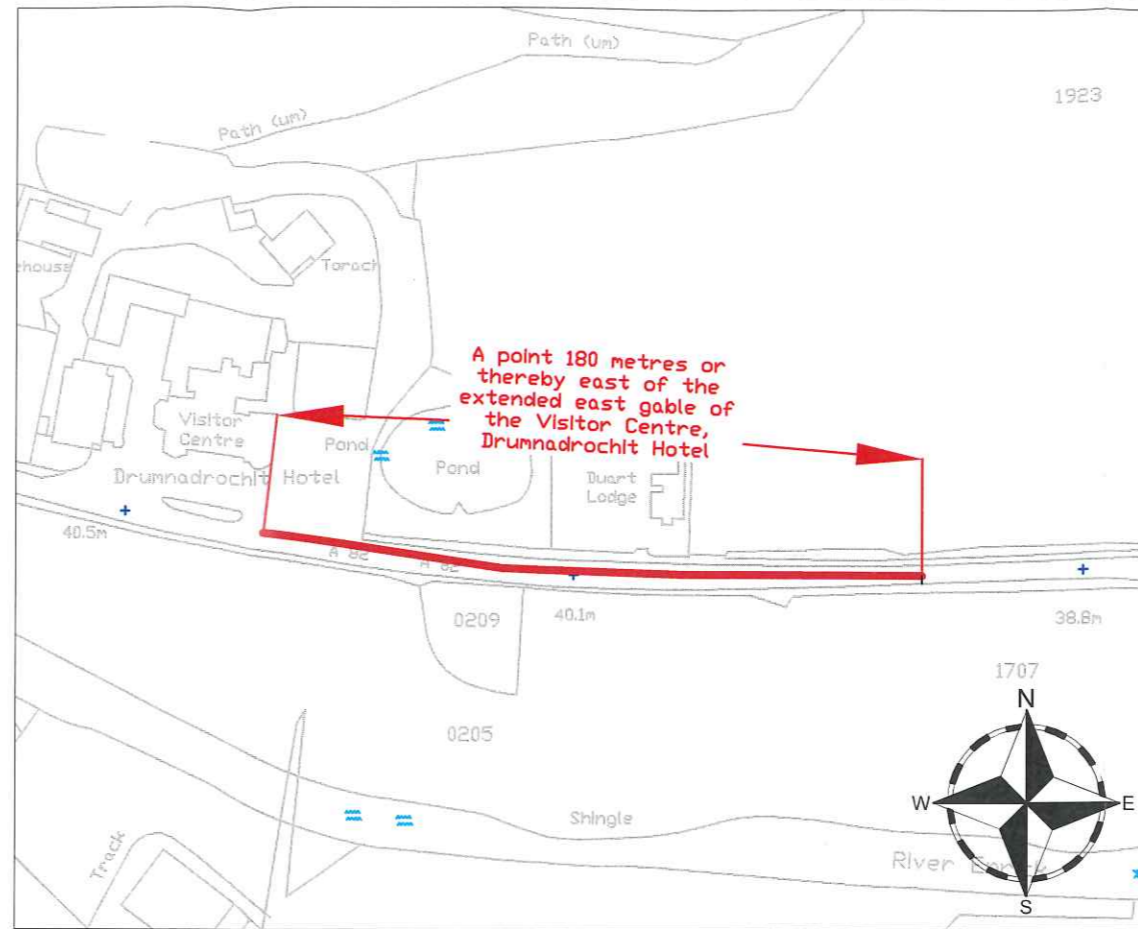 Path (um)
1923
Path (um)
ehouse
Torach
A point 180 metres or
thereby east of the
extended east gable of
the Visitor Centre,
Drumnadrochit Hotel
Visitor
Centre
Pond
Pond
Drumnadrochit Hotel
Duart
Lodge
40.5m
A 82
A 82
0209
40.1m
38.8m
1707
N
0205
W
E
Shingle
Track
River Enrick
S